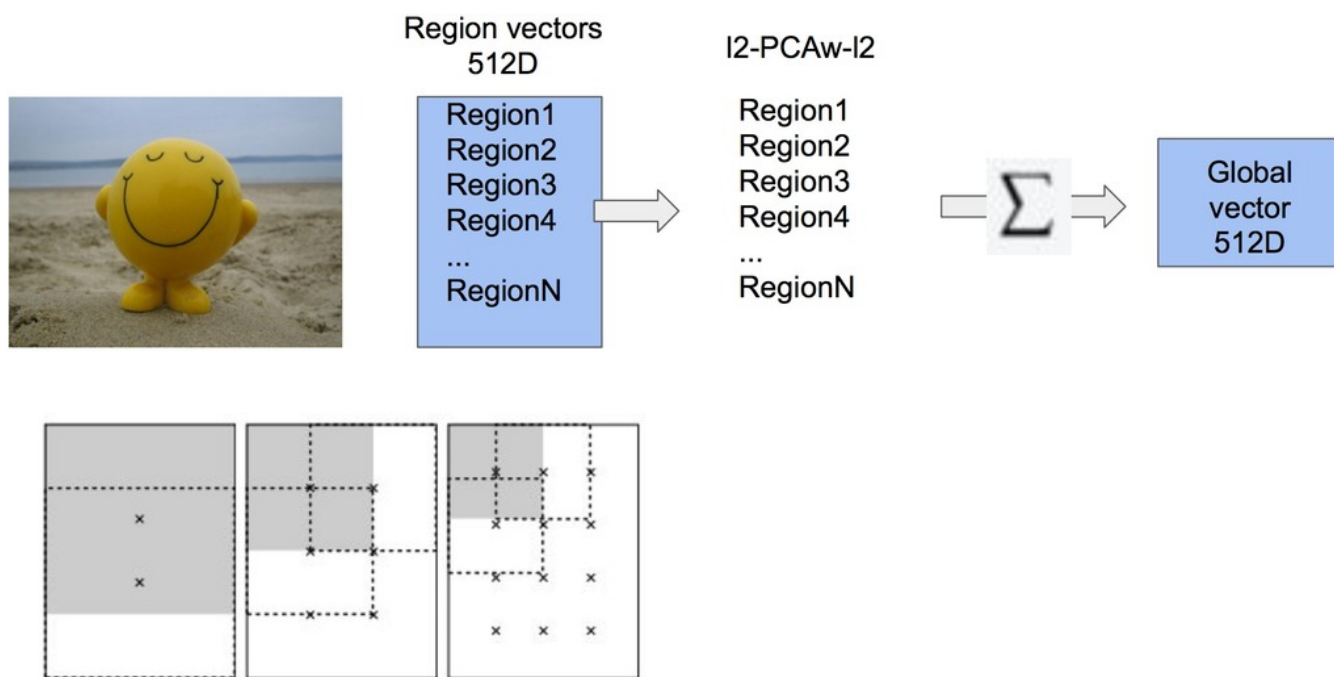 Region vectors
512D
Region1
Region2
Region3
Region4
...
RegionN
l2-PCAw-l2
Region1
Region2
Region3
Region4
...
RegionN
Σ
Global
vector
512D